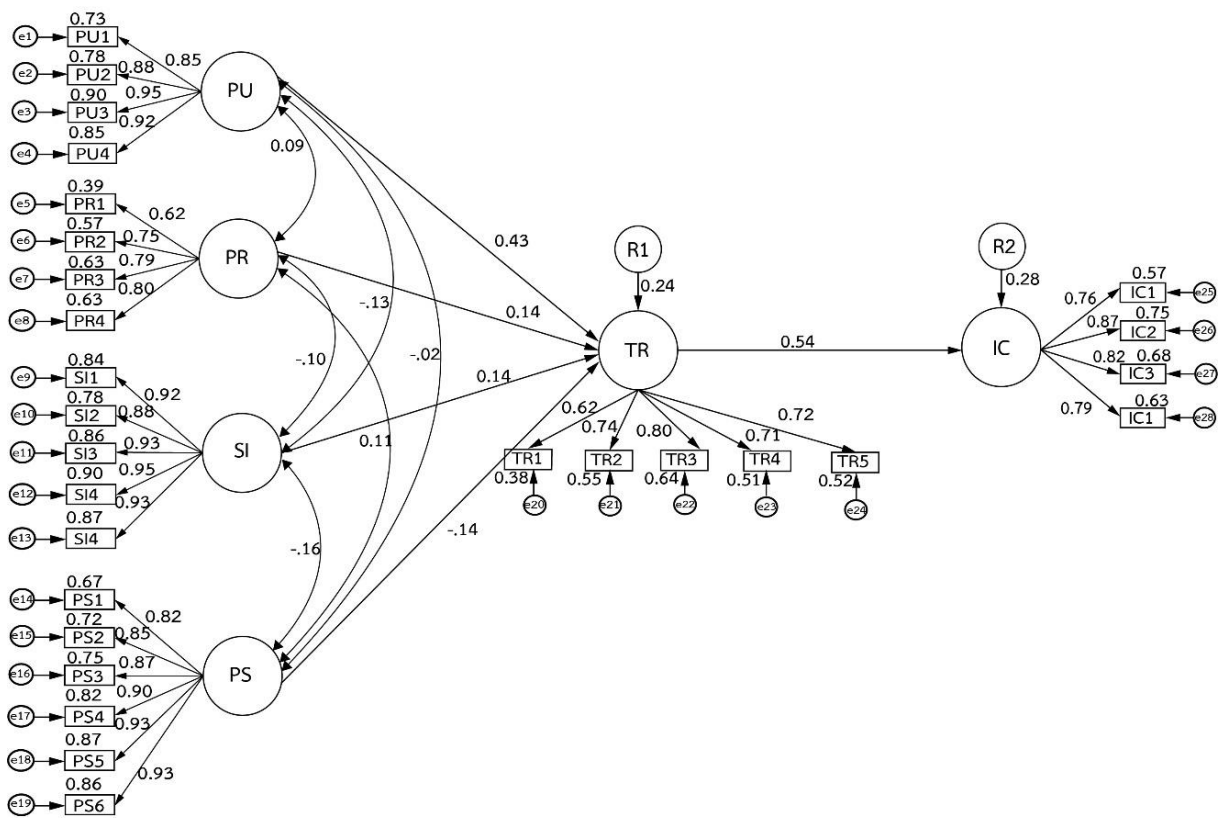 0.73
e1 PU1
0.85
0.78
e2 PU2 0.88
0.90 0.95
e3 PU3
0.92
0.85
e4 PU4
PU
0.09
0.39
e5 PR1
0.62
0.57
e6 PR2 0.75
0.63 0.79
e7 PR3
0.80
0.63
e8 PR4
PR
0.84
e9 SI1
0.92
0.78
e10 SI2 0.88
0.86 0.93
e11 SI3
0.90 0.95
e12 SI4
0.93
0.87
e13 SI4
SI
0.67
e14 PS1
0.82
0.72
e15 PS2 0.85
0.75 0.87
e16 PS3
0.90
0.82
e17 PS4
0.93
0.87
e18 PS5
0.93
0.86
e19 PS6
PS
-.13
-.02
-.10
0.11
-.16
0.43
0.14
0.14
-.14
R1
0.24
TR
0.62
0.74
0.80
0.71
0.72
TR1 TR2 TR3 TR4 TR5
0.38 0.55 0.64 0.51 0.52
e20 e21 e22 e23 e24
0.54
R2
0.28
IC
0.76
0.87
0.82
0.79
0.57
IC1 e25
0.75
IC2 e26
0.68
IC3 e27
0.63
IC1 e28